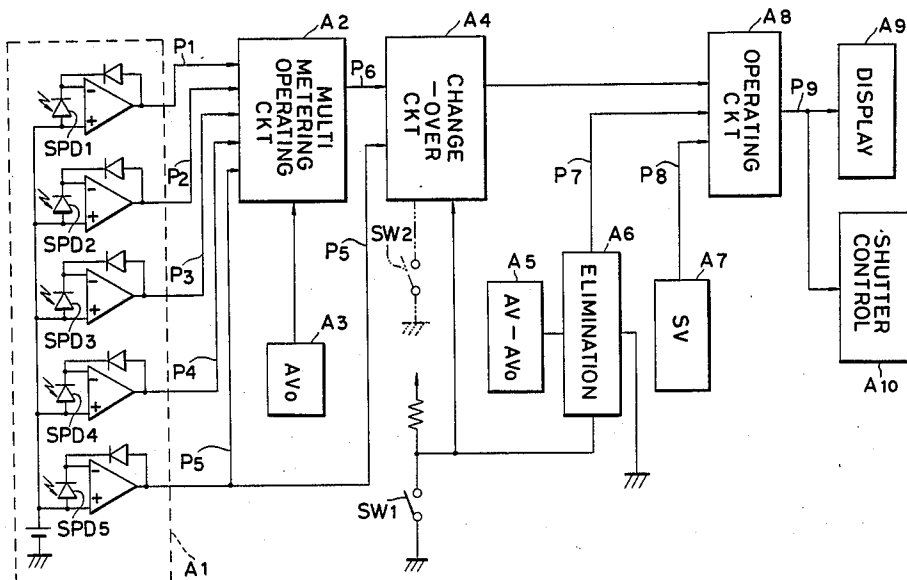 A2
A4
A8
A9
P1
P6
P9
MULTI
METERING
OPERATING
CKT
CHANGE
-OVER
CKT
OPERATING
CKT
DISPLAY
SPD1
P2
P7
P8
SPD2
P3
P5
SW2
A5
A6
A7
SHUTTER
CONTROL
SPD3
A3
AV-AVo
ELIMINATION
SV
P4
AVo
A10
SPD4
P5
SW1
SPD5
A1